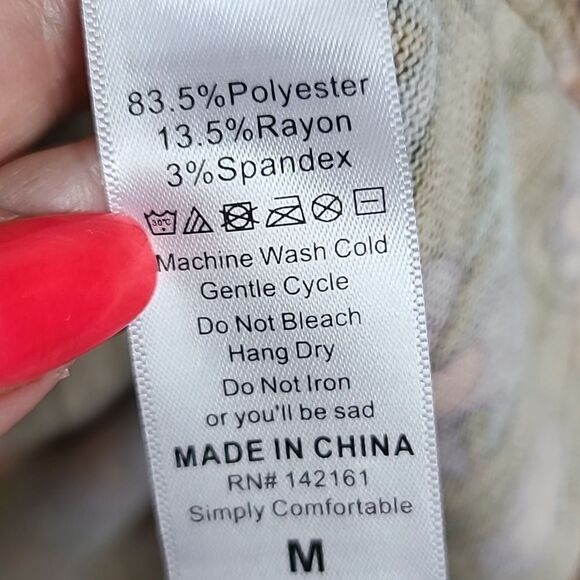 83.5%Polyester
13.5%Rayon
3%Spandex
30°C
Machine Wash Cold
Gentle Cycle
Do Not Bleach
Hang Dry
Do Not Iron
or you'll be sad
MADE IN CHINA
RN# 142161
Simply Comfortable
M